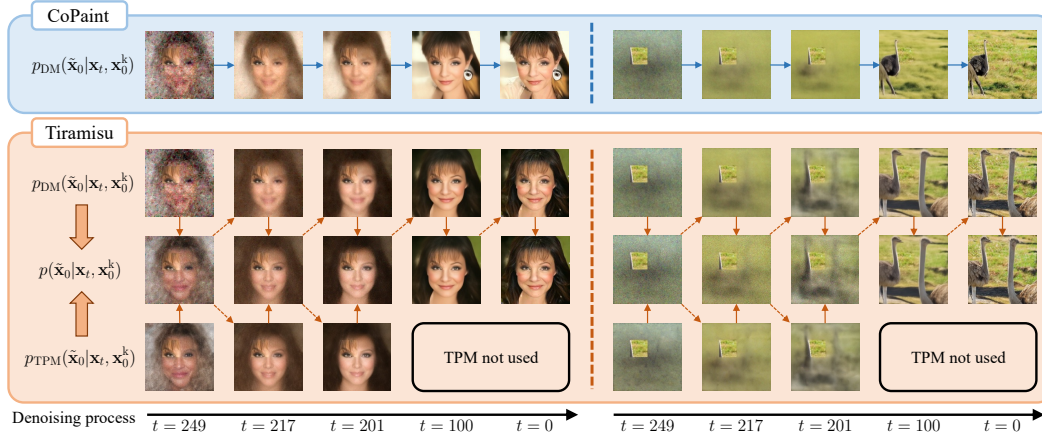 CoPaint
p_DM(x̃_0|x_t, x_0^k)
Tiramisu
p_DM(x̃_0|x_t, x_0^k)
p(x̃_0|x_t, x_0^k)
p_TPM(x̃_0|x_t, x_0^k)
TPM not used
TPM not used
Denoising process
t = 249 t = 217 t = 201 t = 100 t = 0 t = 249 t = 217 t = 201 t = 100 t = 0